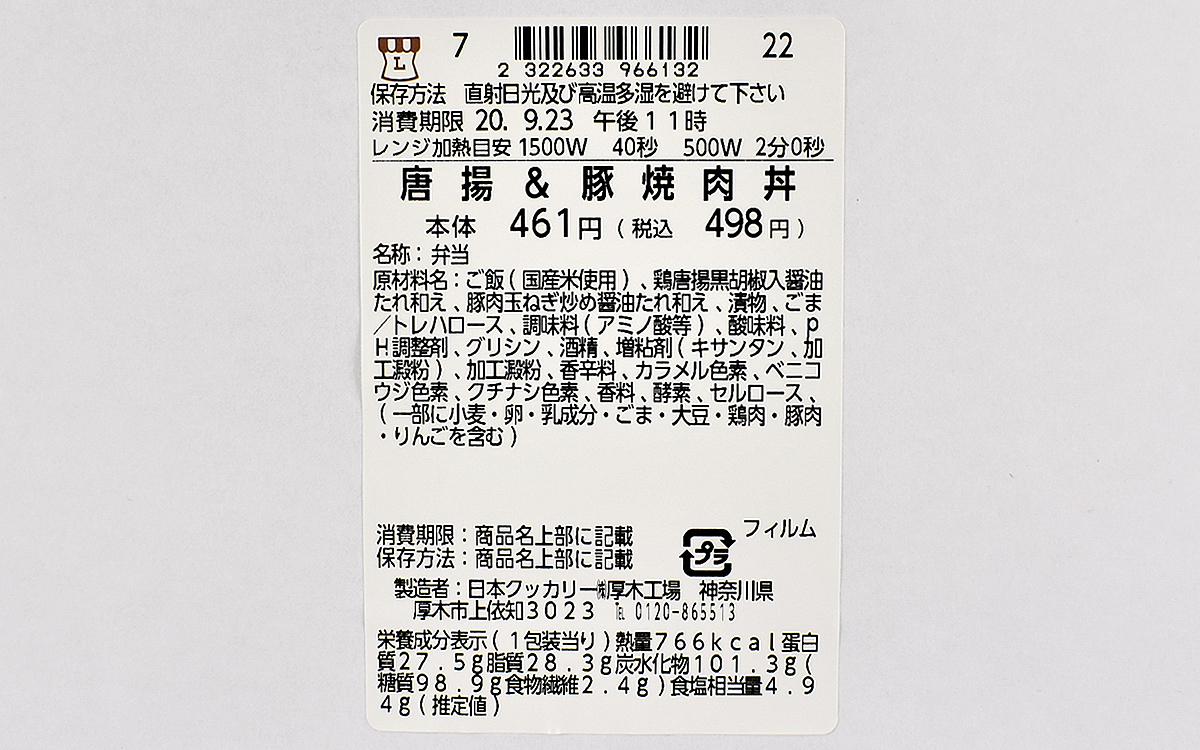 L 7 22
2 322633 966132
保存方法 直射日光及び高温多湿を避けて下さい
消費期限 20. 9.23 午後11時
レンジ加熱目安 1500W 40秒 500W 2分0秒
唐揚&豚焼肉丼
本体 461円(税込 498円)
名称:弁当
原材料名:ご飯(国産米使用)、鶏唐揚黒胡椒入醤油
たれ和え、豚肉玉ねぎ炒め醤油たれ和え、漬物、ごま
/トレハロース、調味料(アミノ酸等)、酸味料、p
H調整剤、グリシン、酒精、増粘剤(キサンタン、加
工澱粉)、加工澱粉、香辛料、カラメル色素、ベニコ
ウジ色素、クチナシ色素、香料、酵素、セルロース、
(一部に小麦・卵・乳成分・ごま・大豆・鶏肉・豚肉
・りんごを含む)
フィルム
プラ
消費期限:商品名上部に記載
保存方法:商品名上部に記載
製造者:日本クッカリー㈱厚木工場 神奈川県
厚木市上依知3023 ℡ 0120-865513
栄養成分表示(1包装当り)熱量766kcal蛋白
質27.5g脂質28.3g炭水化物101.3g(
糖質98.9g食物繊維2.4g)食塩相当量4.9
4g(推定値)